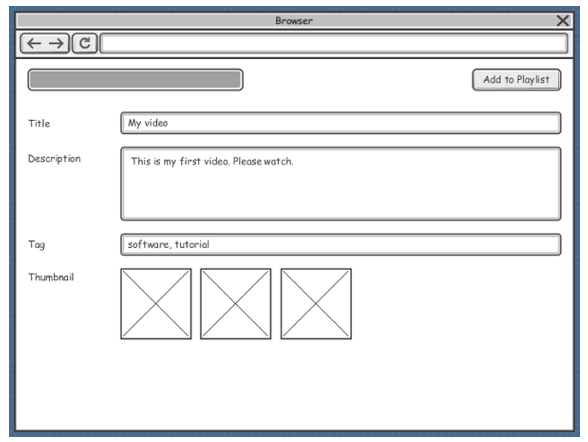 Browser
Add to Playlist
Title
My video
Description
This is my first video. Please watch.
Tag
software, tutorial
Thumbnail